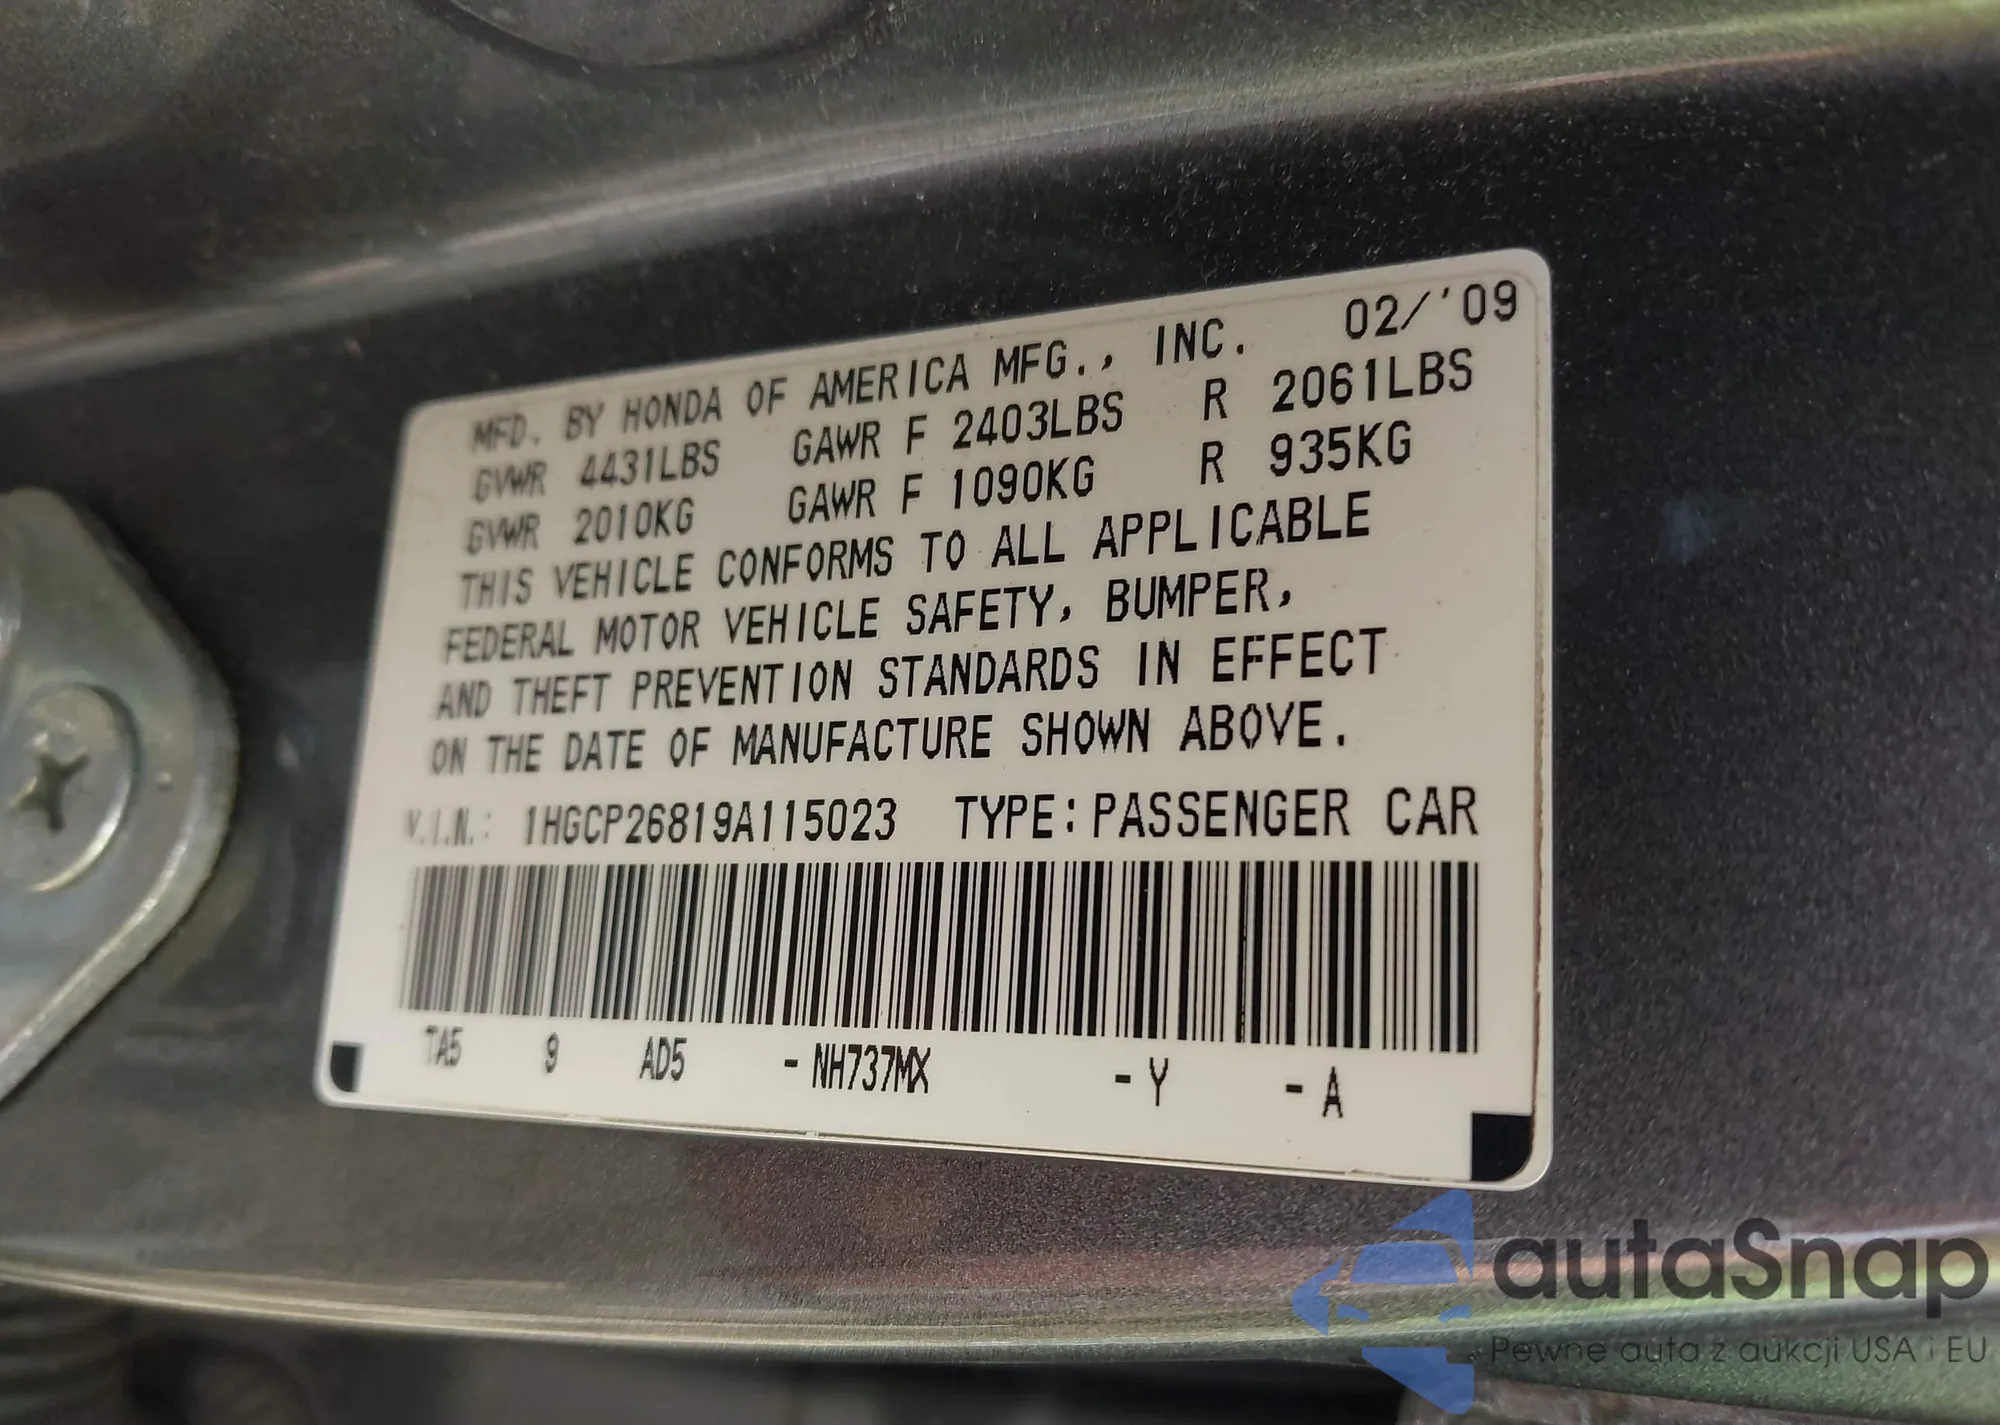 MFD. BY HONDA OF AMERICA MFG., INC. 02/'09
GVWR 4431LBS GAWR F 2403LBS R 2061LBS
GVWR 2010KG GAWR F 1090KG R 935KG
THIS VEHICLE CONFORMS TO ALL APPLICABLE
FEDERAL MOTOR VEHICLE SAFETY, BUMPER,
AND THEFT PREVENTION STANDARDS IN EFFECT
ON THE DATE OF MANUFACTURE SHOWN ABOVE.
V.I.N.: 1HGCP26819A115023 TYPE:PASSENGER CAR
TA5 9 AD5 -NH737MX -Y -A
autaSnap
Pewne auta z aukcji USA i EU